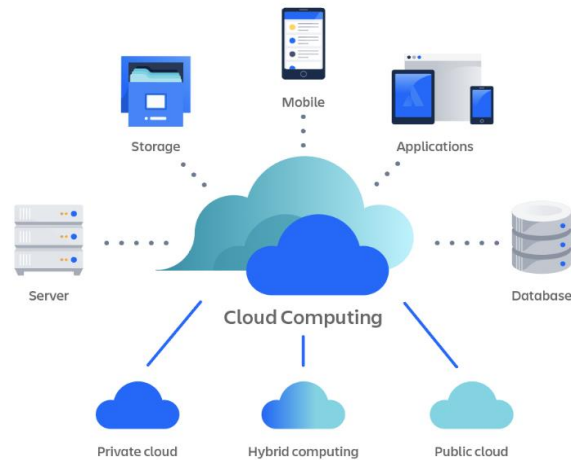 Mobile
Storage
Applications
Server
Database
Cloud Computing
Private cloud
Hybrid computing
Public cloud